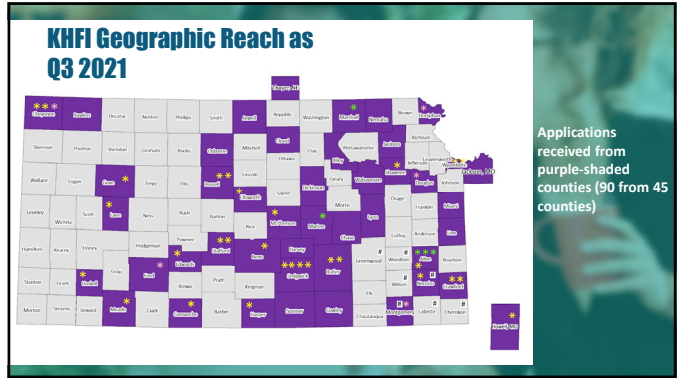 KHFI Geographic Reach as
Q3 2021
Thayer, NE
Cheyenne Rawlins Decatur Norton Phillips Smith Jewell Republic Washington Marshall Nemaha Brown Doniphan
Sherman Thomas Sheridan Graham Rooks Osborne Mitchell Cloud Clay Riley Pottawatomie Jackson Atchison
Ottawa Jefferson Leavenworth Wyandotte Jackson, MO
Wallace Logan Gove Trego Ellis Russell Lincoln Ellsworth Saline Dickinson Geary Wabaunsee Shawnee Douglas Johnson
Morris Osage
Greeley Wichita Scott Lane Ness Rush Barton Rice McPherson Marion Chase Lyon Franklin Miami
Coffey Anderson Linn
Hamilton Kearny Finney Hodgeman Pawnee Stafford Reno Harvey
Edwards Sedgwick Butler Greenwood # Woodson # Allen Bourbon
Stanton Grant Haskell Gray Ford Kiowa Pratt Kingman Elk Wilson # Neosho # Crawford
Morton Stevens Seward Meade Clark Comanche Barber Harper Sumner Cowley Chautauqua Montgomery # Labette # Cherokee #
Howell, MO
Applications
received from
purple-shaded
counties (90 from 45
counties)